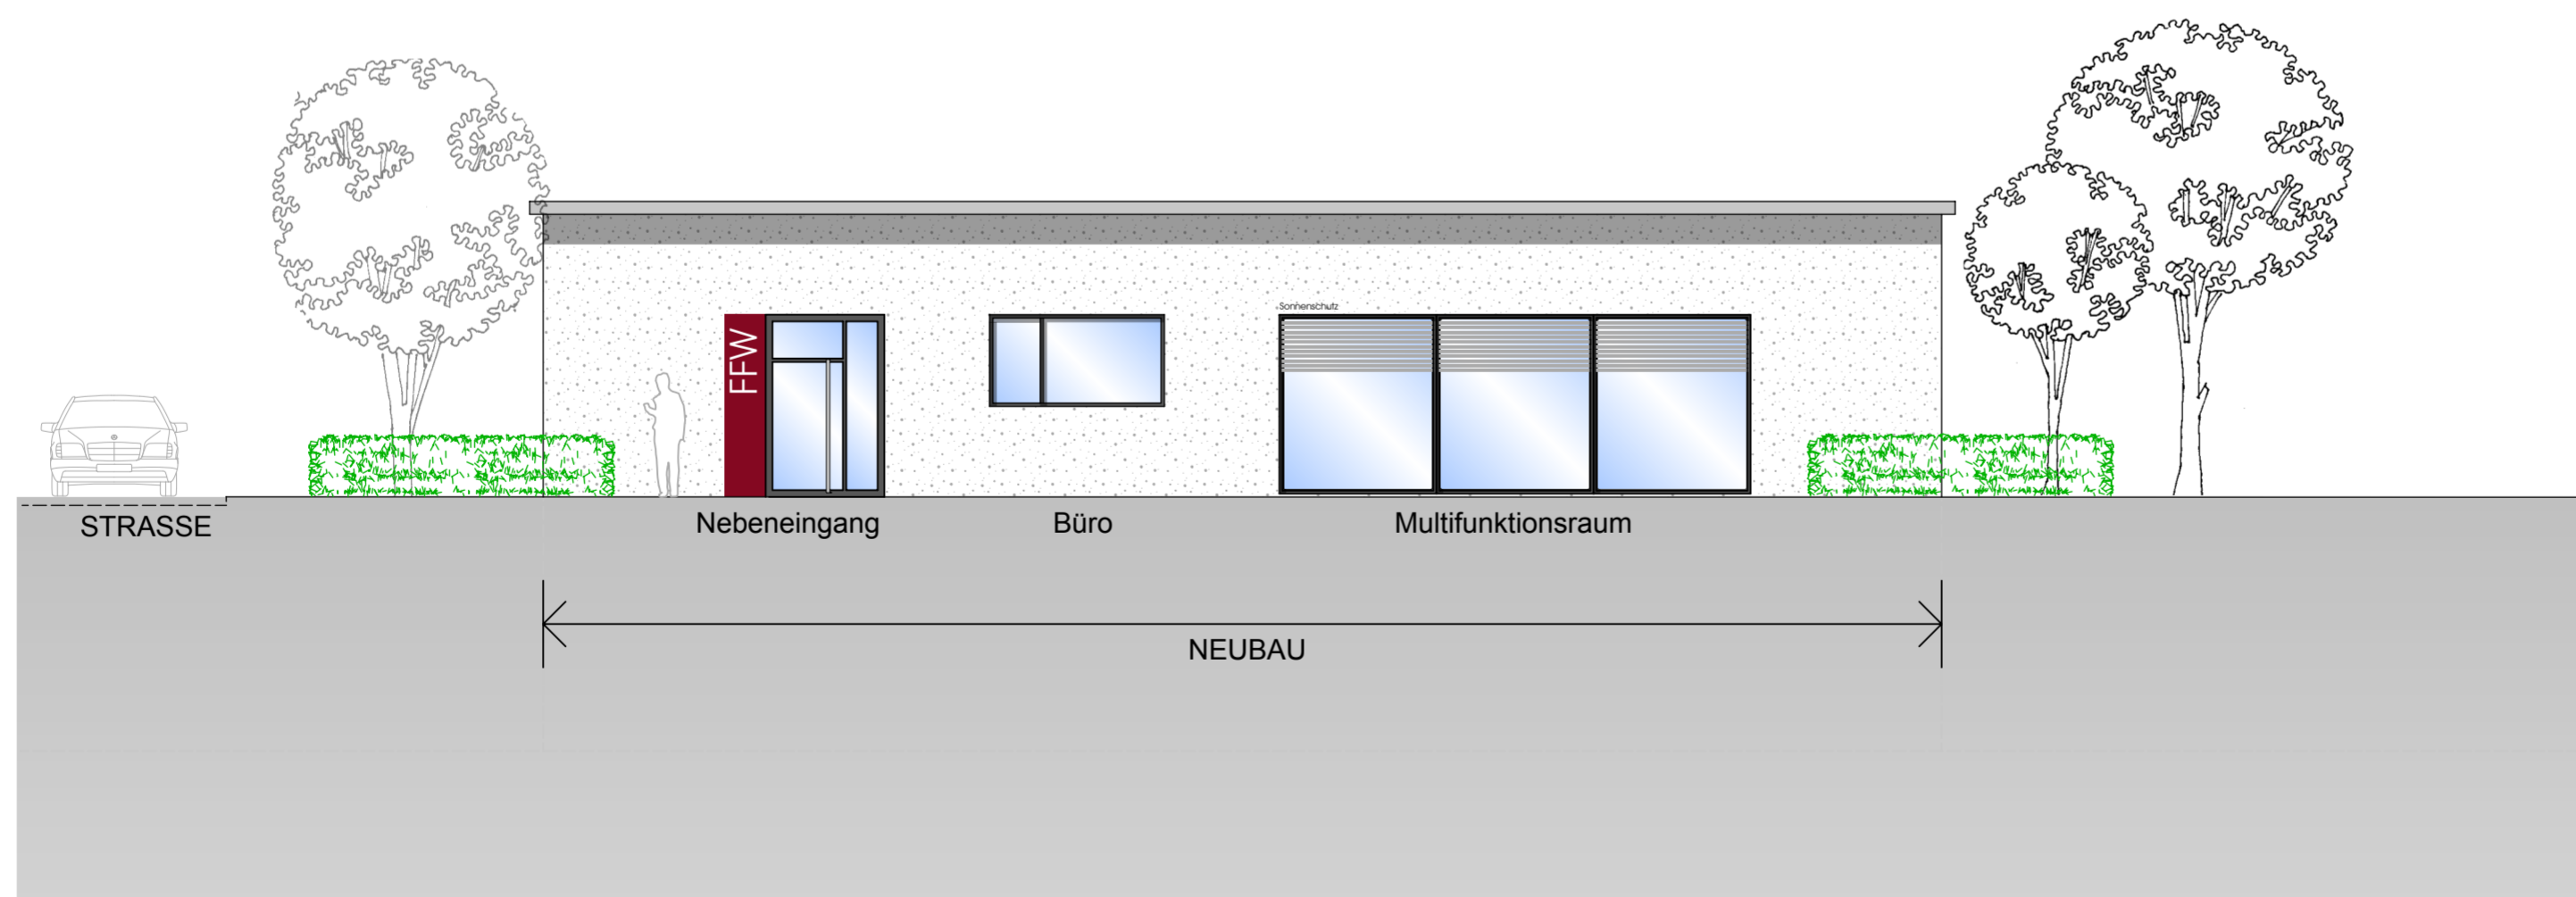 Sonnenschutz
FFW
STRASSE
Nebeneingang
Büro
Multifunktionsraum
NEUBAU